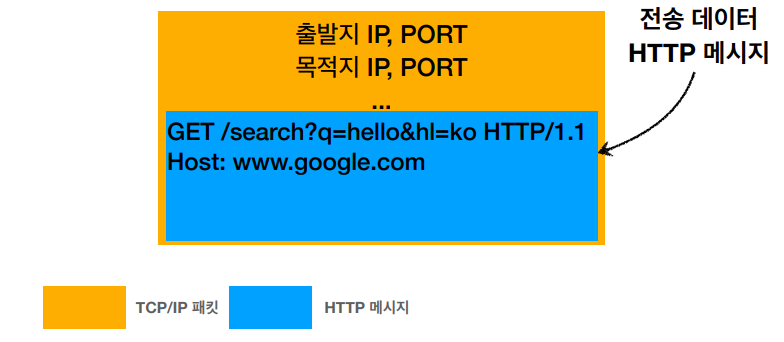 출발지 IP, PORT
목적지 IP, PORT
...
GET /search?q=hello&hl=ko HTTP/1.1
Host: www.google.com
전송 데이터
HTTP 메시지
TCP/IP 패킷
HTTP 메시지